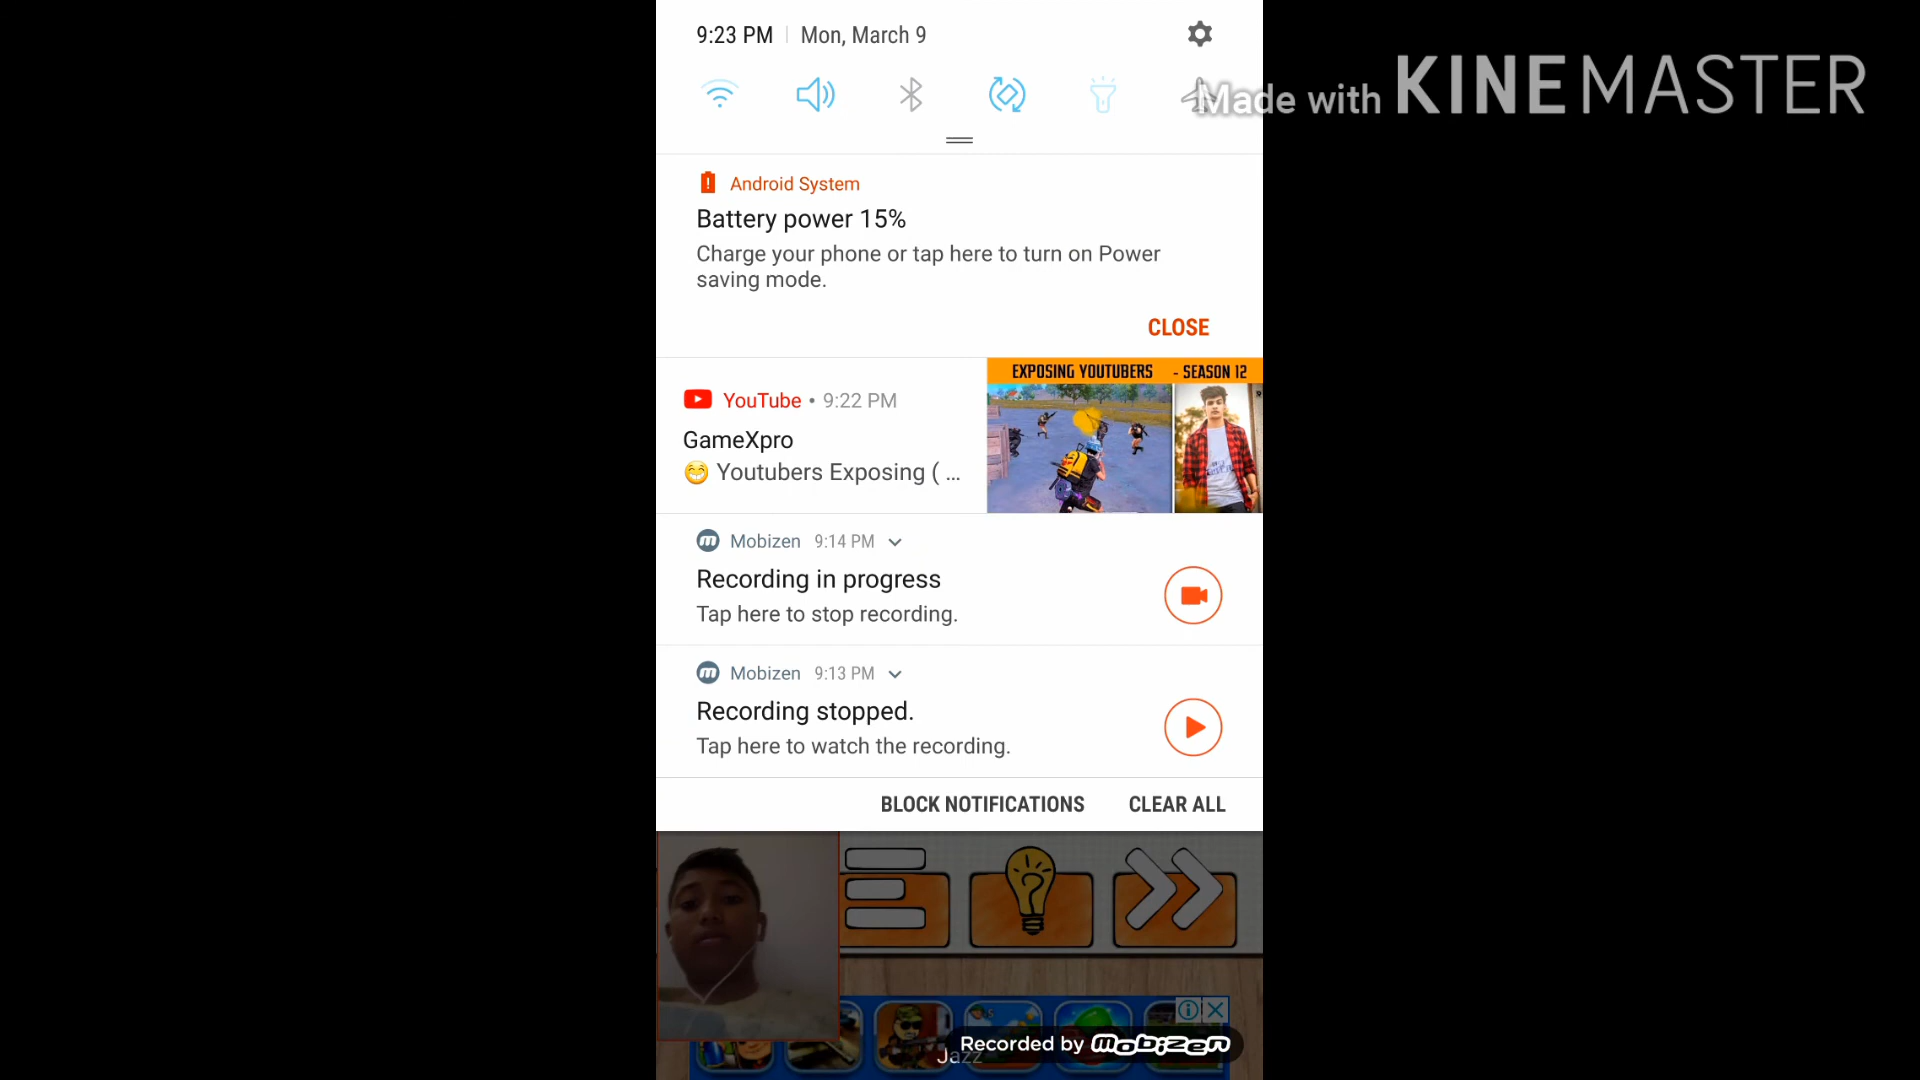 9:23 PM Mon, March 9
Made with KINEMASTER
Android System
Battery power 15%
Charge your phone or tap here to turn on Power
saving mode.
CLOSE
EXPOSING YOUTUBERS - SEASON 12
YouTube • 9:22 PM
GameXpro
😁 Youtubers Exposing ( ...
Mobizen 9:14 PM
Recording in progress
Tap here to stop recording.
Mobizen 9:13 PM
Recording stopped.
Tap here to watch the recording.
BLOCK NOTIFICATIONS CLEAR ALL
Recorded by mobizen
Jazz